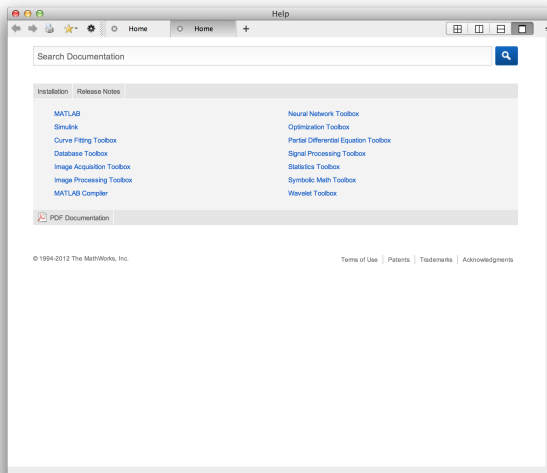 Help
Home
Home
Search Documentation
Installation Release Notes
MATLAB
Simulink
Curve Fitting Toolbox
Database Toolbox
Image Acquisition Toolbox
Image Processing Toolbox
MATLAB Compiler
Neural Network Toolbox
Optimization Toolbox
Partial Differential Equation Toolbox
Signal Processing Toolbox
Statistics Toolbox
Symbolic Math Toolbox
Wavelet Toolbox
PDF Documentation
© 1994-2012 The MathWorks, Inc.
Terms of Use Patents Trademarks Acknowledgments